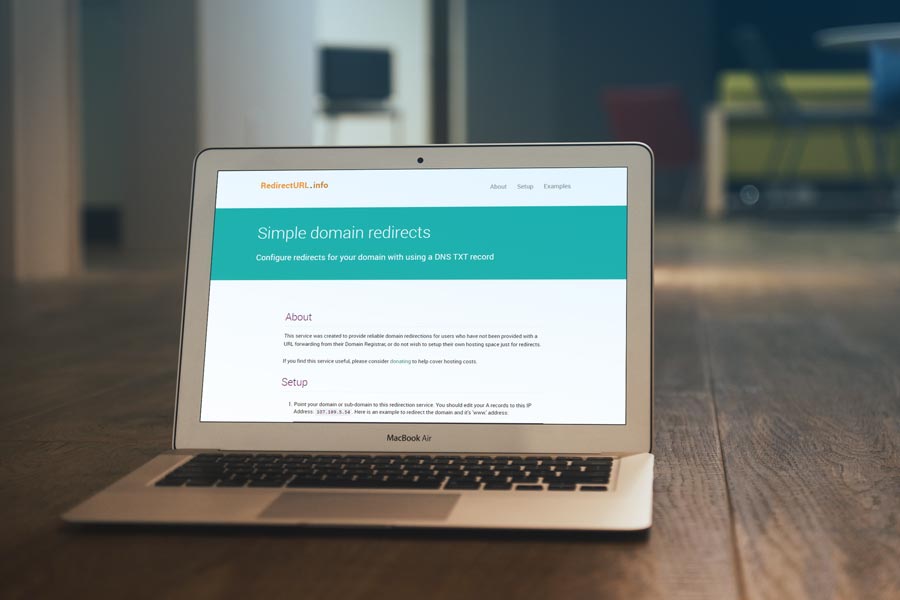 RedirectURL.info
About Setup Examples
Simple domain redirects
Configure redirects for your domain with using a DNS TXT record
About
This service was created to provide reliable domain redirections for users who have not been provided with a
URL forwarding from their Domain Registrar, or do not wish to setup their own hosting space just for redirects.
If you find this service useful, please consider donating to help cover hosting costs.
Setup
1. Point your domain or sub-domain to this redirection service. You should edit your A records to this IP
Address: 107.109.5.54. Here is an example to redirect the domain and it's 'www' address:
MacBook Air